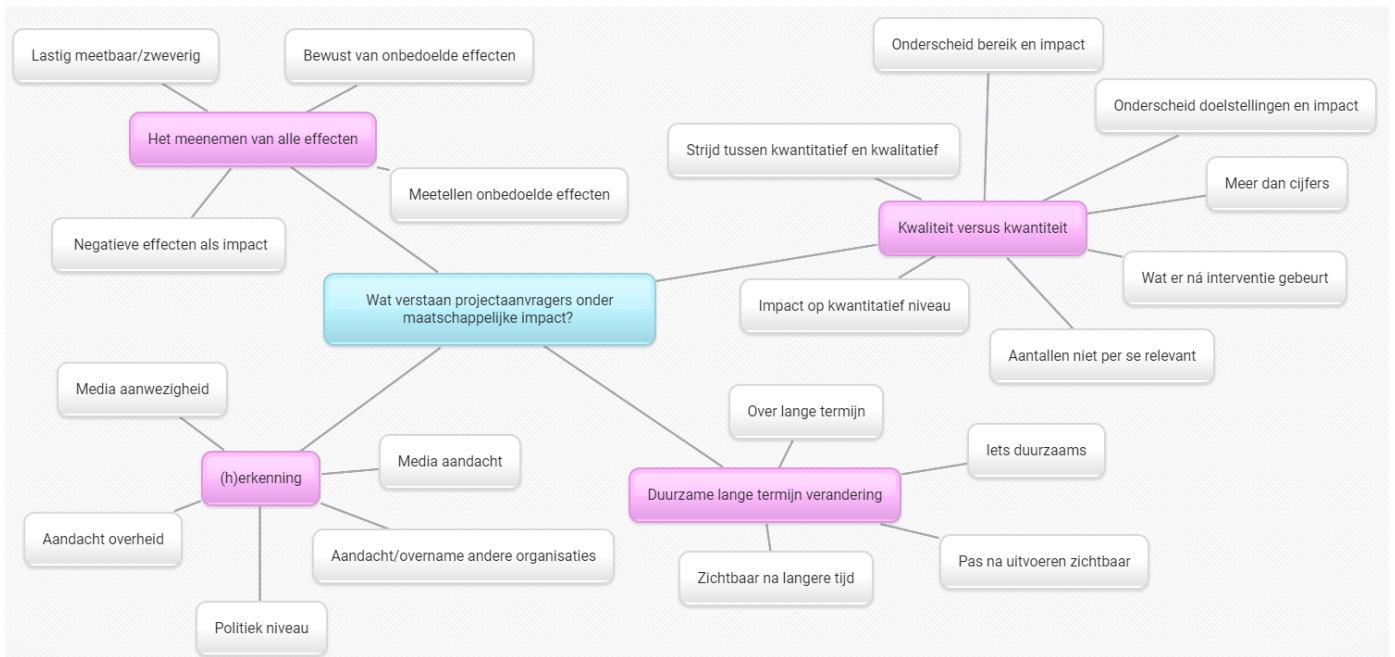 Lastig meetbaar/zweverig
Bewust van onbedoelde effecten
Het meenemen van alle effecten
Meetellen onbedoelde effecten
Negatieve effecten als impact
Onderscheid bereik en impact
Onderscheid doelstellingen en impact
Strijd tussen kwantitatief en kwalitatief
Meer dan cijfers
Kwaliteit versus kwantiteit
Wat er ná interventie gebeurt
Impact op kwantitatief niveau
Aantallen niet per se relevant
Wat verstaan projectaanvragers onder
maatschappelijke impact?
Media aanwezigheid
Media aandacht
(h)erkenning
Aandacht overheid
Aandacht/overname andere organisaties
Politiek niveau
Over lange termijn
Iets duurzaams
Duurzame lange termijn verandering
Pas na uitvoeren zichtbaar
Zichtbaar na langere tijd